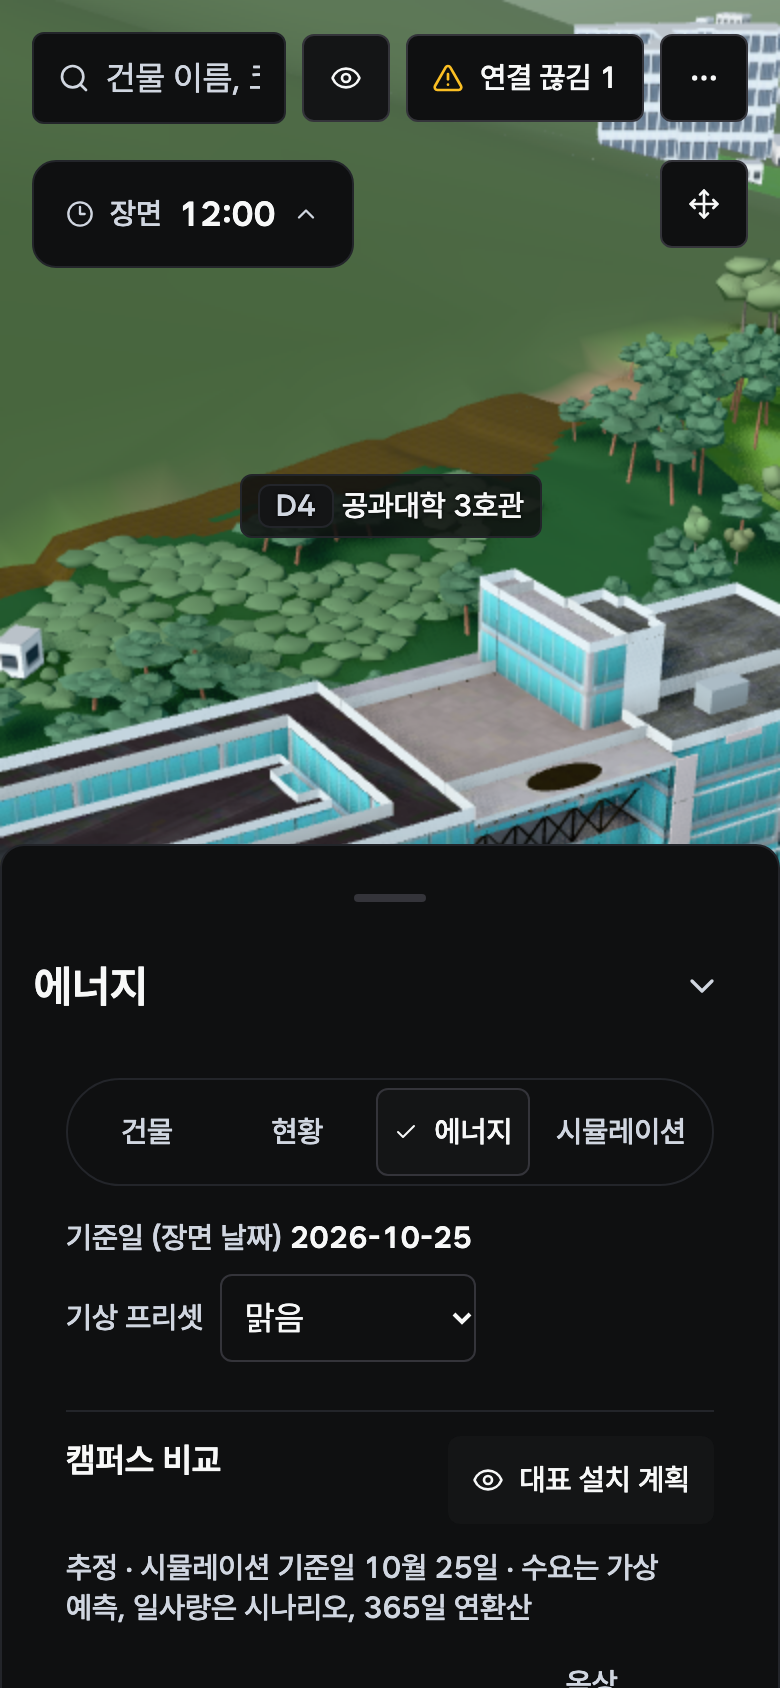 건물 이름,
연결 끊김 1
장면 12:00
D4 공과대학 3호관
에너지
건물 현황 에너지 시뮬레이션
기준일 (장면 날짜) 2026-10-25
기상 프리셋 맑음
캠퍼스 비교
대표 설치 계획
추정 · 시뮬레이션 기준일 10월 25일 · 수요는 가상
예측, 일사량은 시나리오, 365일 연환산
옥상